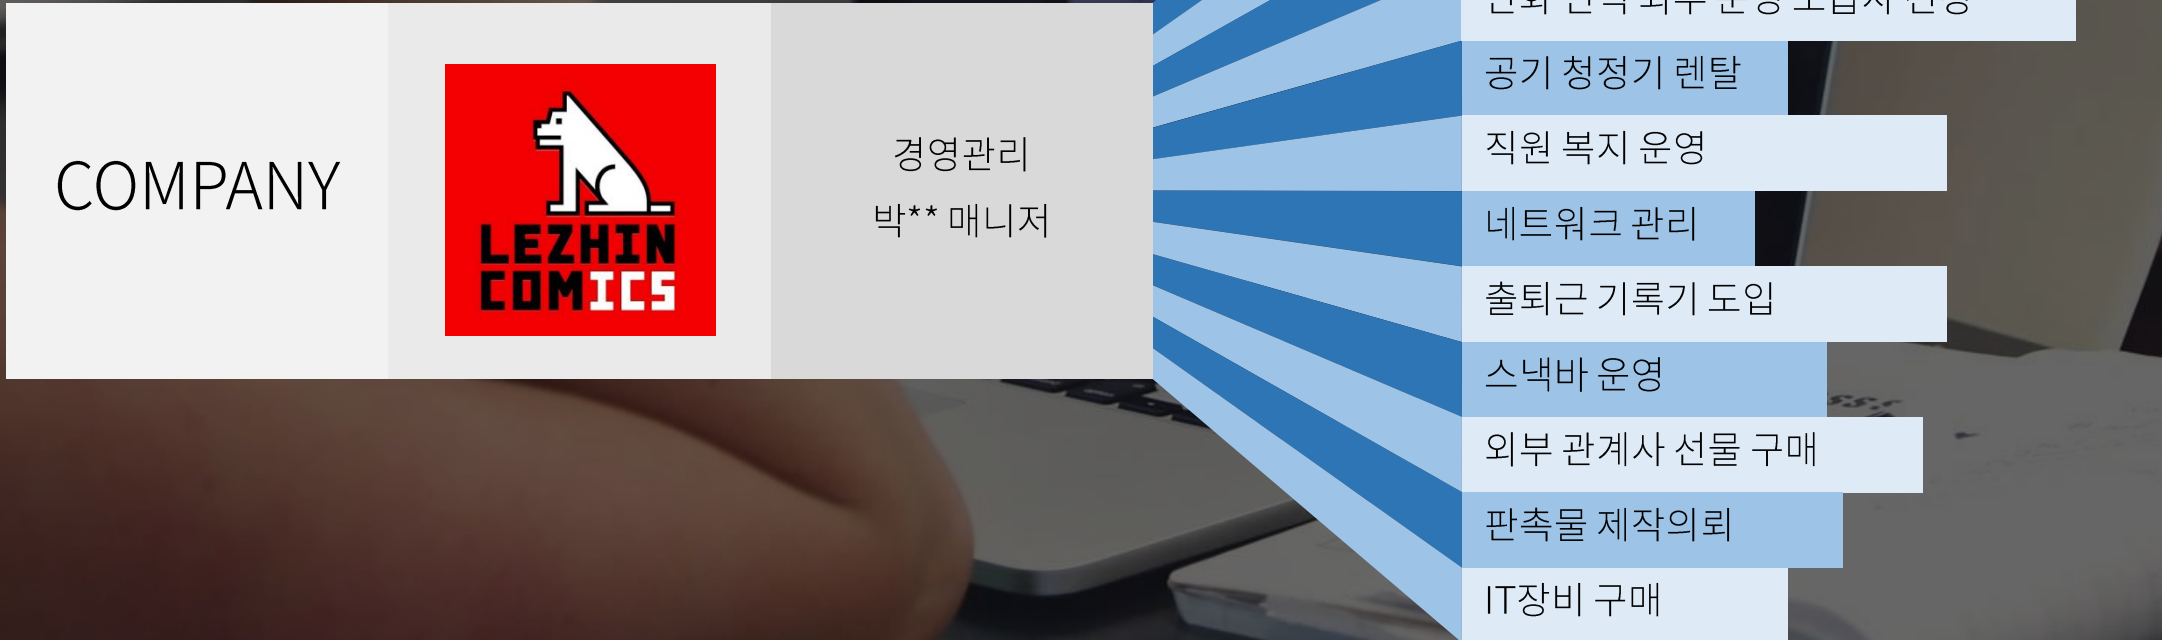 COMPANY
LEZHIN
COMICS
경영관리
박** 매니저
공기 청정기 렌탈
직원 복지 운영
네트워크 관리
출퇴근 기록기 도입
스낵바 운영
외부 관계사 선물 구매
판촉물 제작의뢰
IT장비 구매